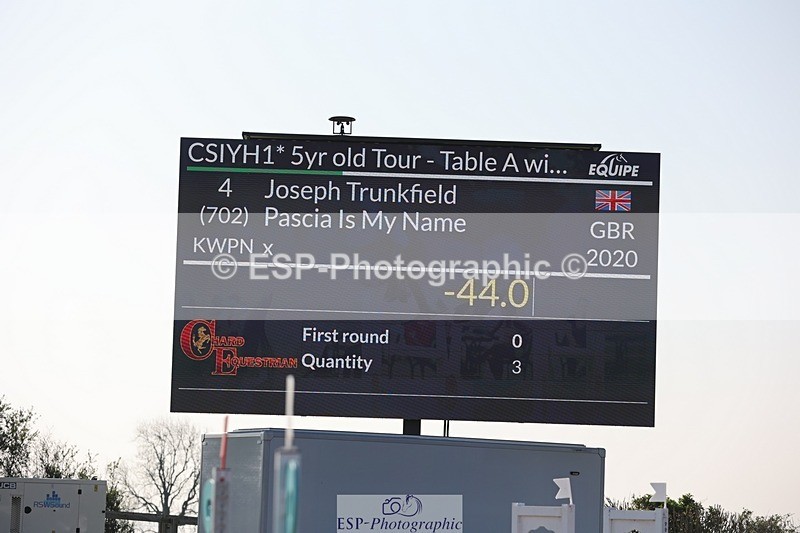 CSIYH1* 5yr old Tour - Table A wi...
EQUIPE
4 Joseph Trunkfield
(702) Pascia Is My Name GBR
KWPN x 2020
© ESP-Photographic ©
-44.0
CHARD
EQUESTRIAN
First round 0
Quantity 3
JCB
ESP-Photographic